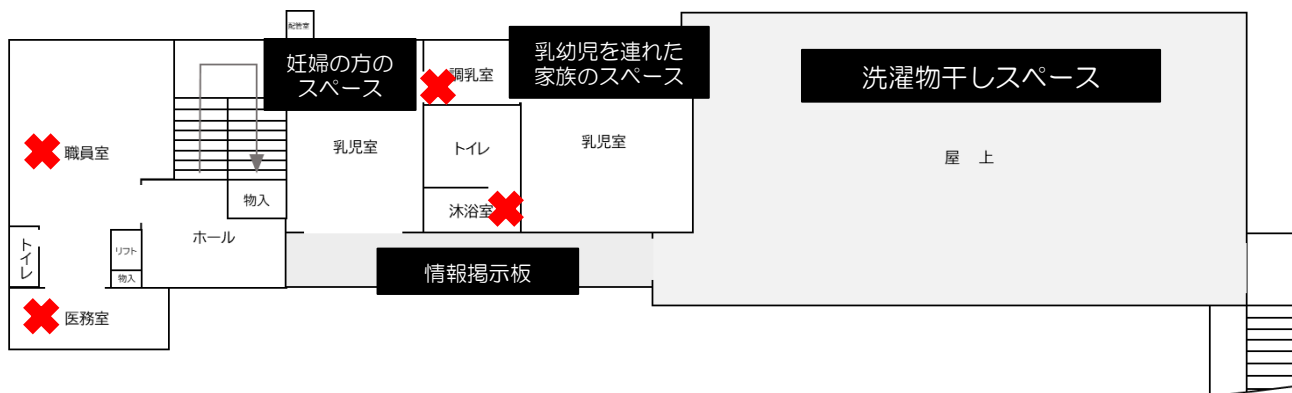 配管室
妊婦の方の
スペース
調乳室
乳幼児を連れた
家族のスペース
洗濯物干しスペース
職員室
乳児室
トイレ
乳児室
屋 上
物入
沐浴室
トイレ
リフト
ホール
物入
情報掲示板
医務室